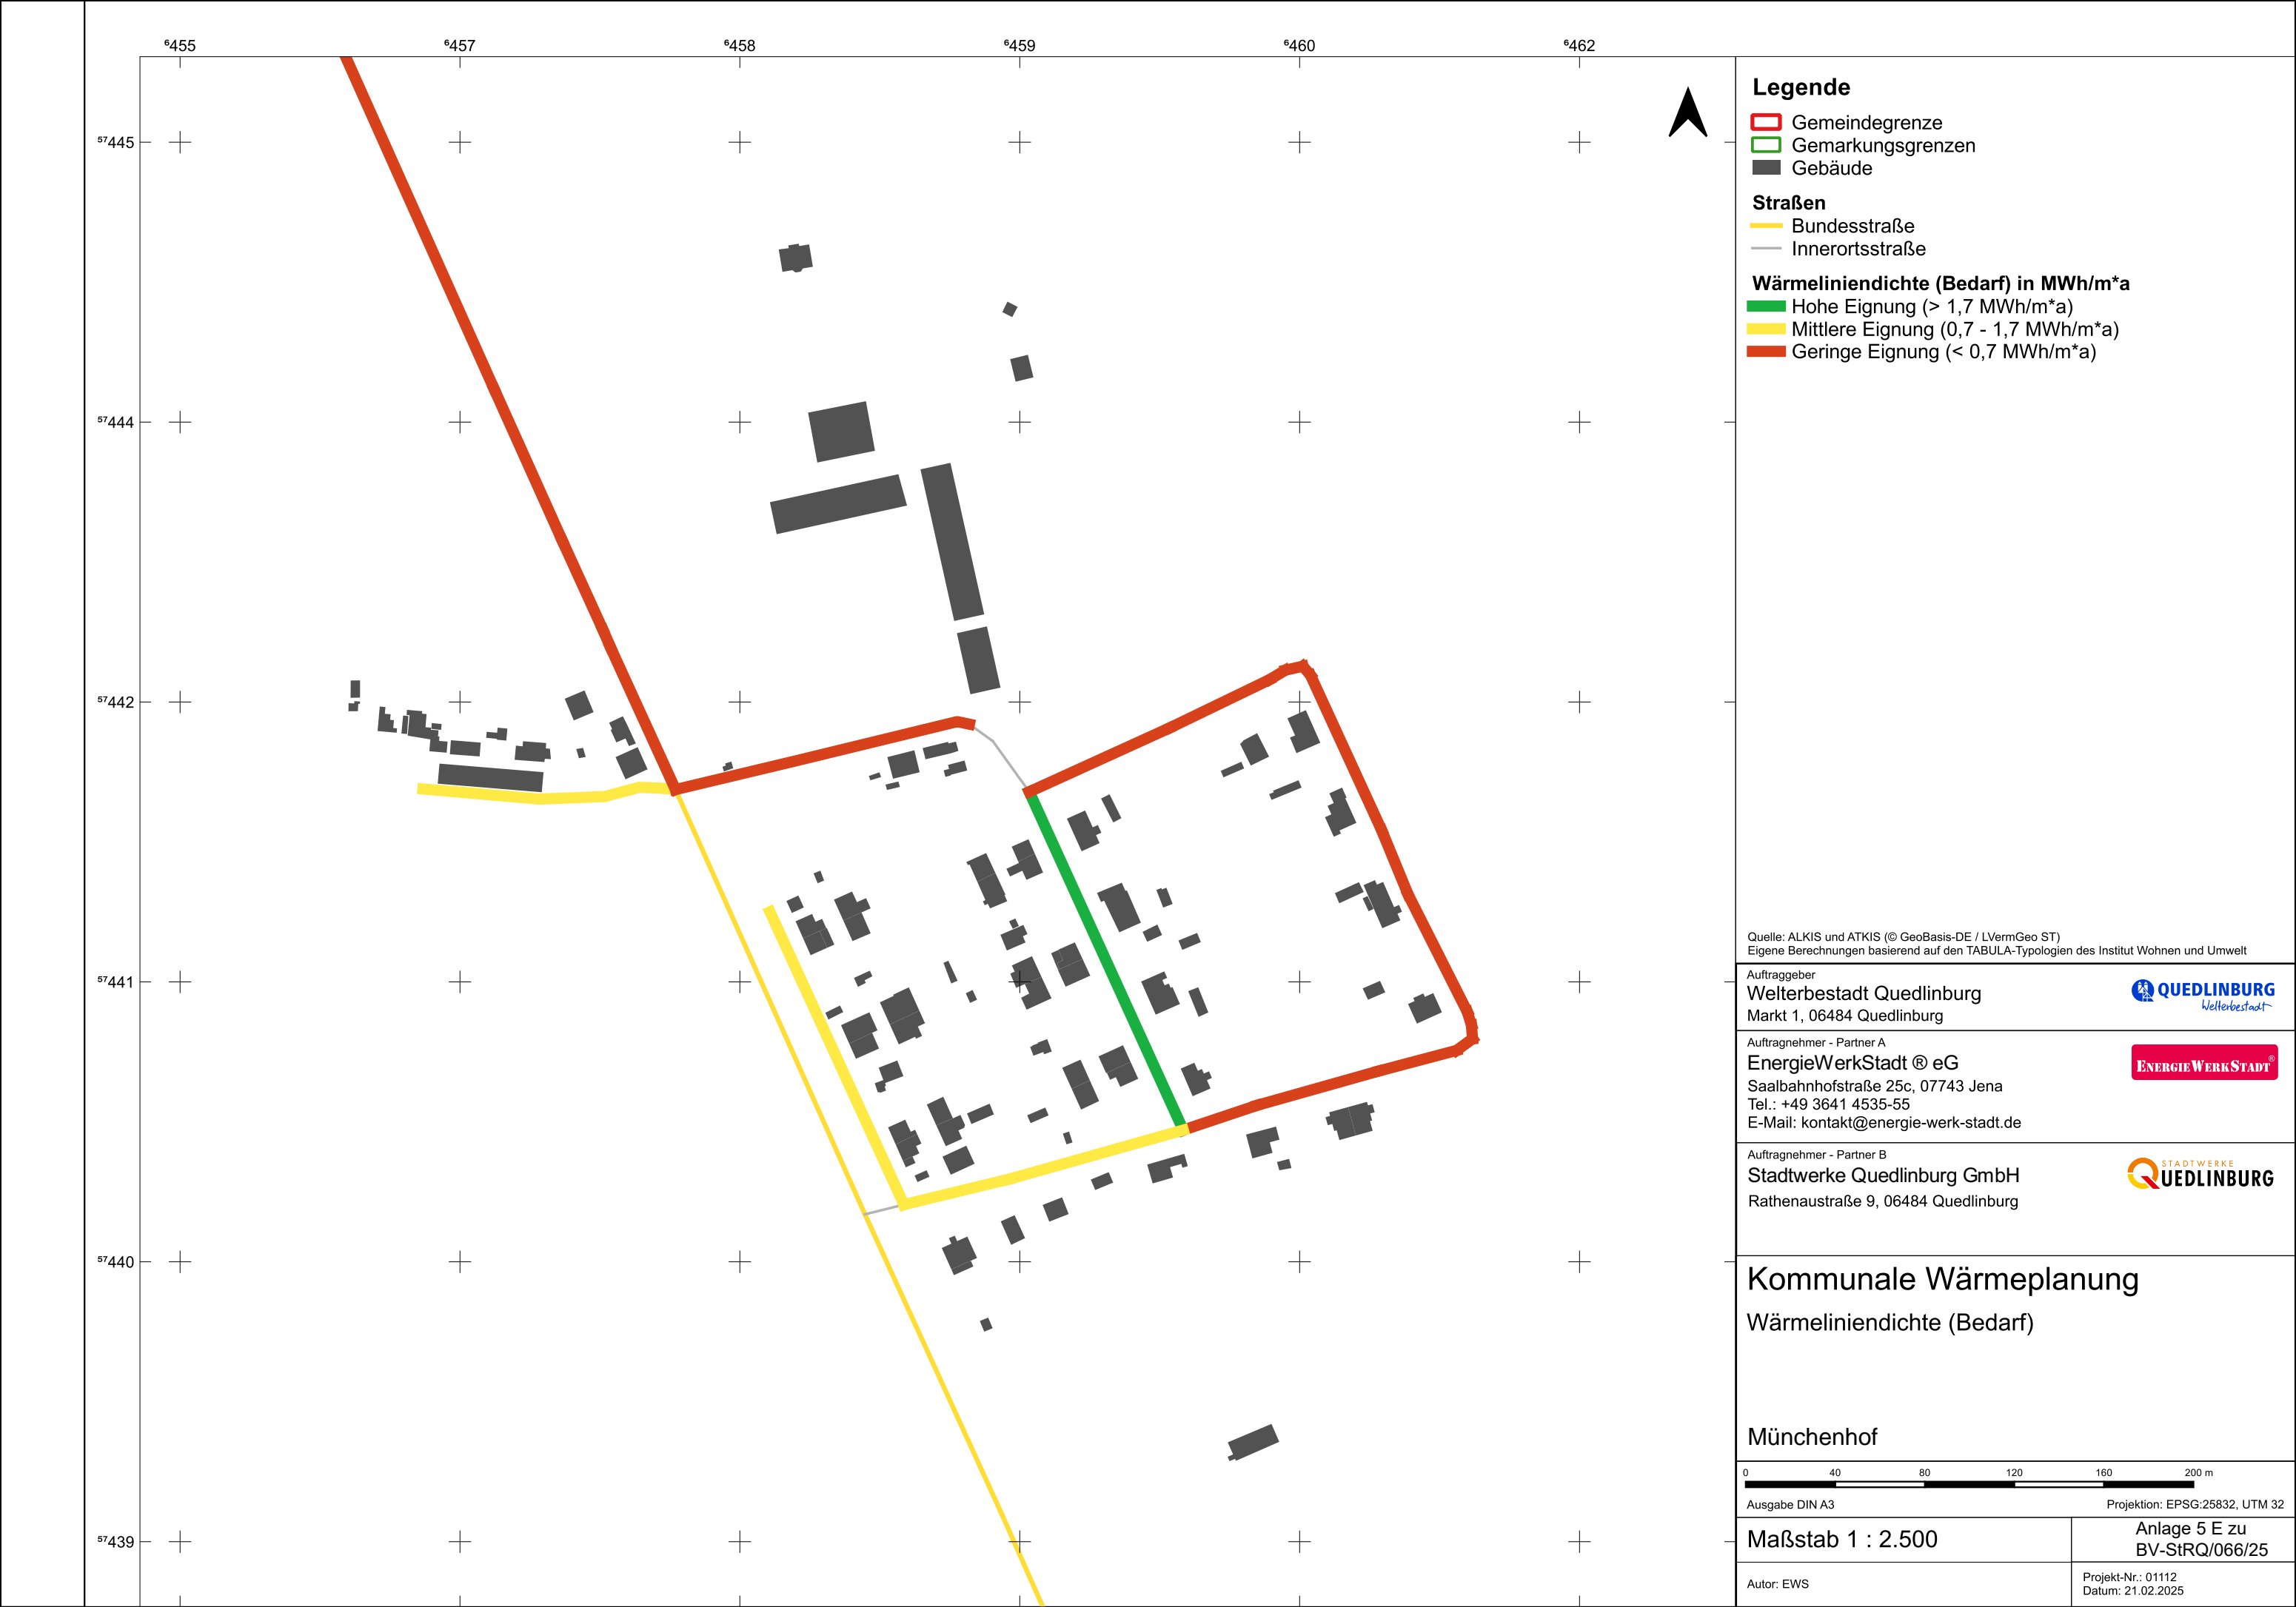 ⁶455 ⁶457 ⁶458 ⁶459 ⁶460 ⁶462
⁵⁷445
⁵⁷444
⁵⁷442
⁵⁷441
⁵⁷440
⁵⁷439
Legende
Gemeindegrenze
Gemarkungsgrenzen
Gebäude
Straßen
Bundesstraße
Innerortsstraße
Wärmeliniendichte (Bedarf) in MWh/m*a
Hohe Eignung (> 1,7 MWh/m*a)
Mittlere Eignung (0,7 - 1,7 MWh/m*a)
Geringe Eignung (< 0,7 MWh/m*a)
Quelle: ALKIS und ATKIS (© GeoBasis-DE / LVermGeo ST)
Eigene Berechnungen basierend auf den TABULA-Typologien des Institut Wohnen und Umwelt
Auftraggeber
Welterbestadt Quedlinburg
Markt 1, 06484 Quedlinburg
QUEDLINBURG
Welterbestadt
Auftragnehmer - Partner A
EnergieWerkStadt ® eG
Saalbahnhofstraße 25c, 07743 Jena
Tel.: +49 3641 4535-55
E-Mail: kontakt@energie-werk-stadt.de
ENERGIEWERKSTADT®
Auftragnehmer - Partner B
Stadtwerke Quedlinburg GmbH
Rathenaustraße 9, 06484 Quedlinburg
STADTWERKE
QUEDLINBURG
Kommunale Wärmeplanung
Wärmeliniendichte (Bedarf)
Münchenhof
0 40 80 120 160 200 m
Ausgabe DIN A3 Projektion: EPSG:25832, UTM 32
Maßstab 1 : 2.500
Anlage 5 E zu
BV-StRQ/066/25
Autor: EWS
Projekt-Nr.: 01112
Datum: 21.02.2025